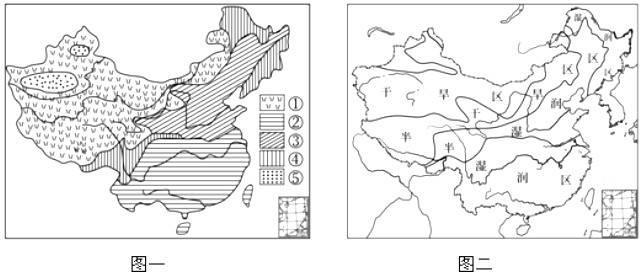 ①
②
③
④
⑤
湿
润
区
区
区
干
旱
区
旱
润
干
湿
半
半
湿
润
区
图一
图二